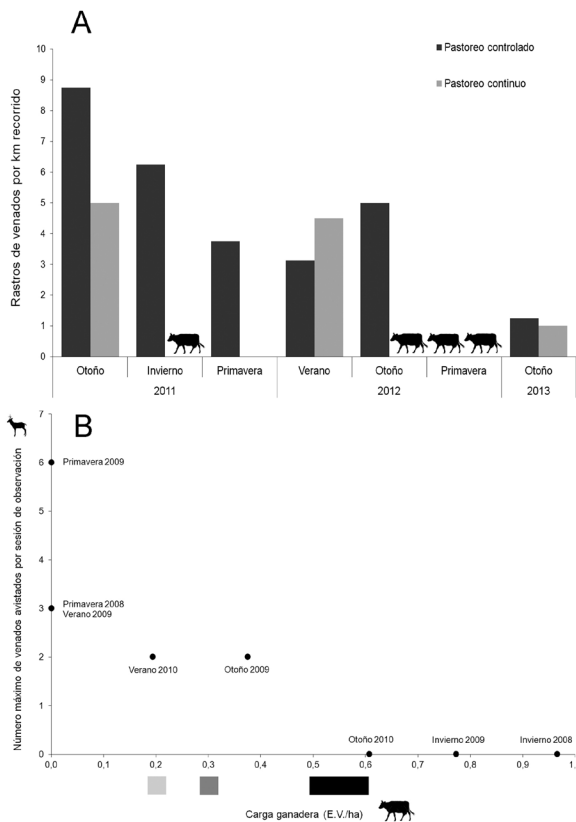 A
Pastoreo controlado
Pastoreo continuo
Rastros de venados por km recorrido
10
9
8
7
6
5
4
3
2
1
0
Otoño Invierno Primavera Verano Otoño Primavera Otoño
2011 2012 2013
B
Número máximo de venados avistados por sesión de observación
7
6
5
4
3
2
1
0
Primavera 2009
Primavera 2008
Verano 2009
Verano 2010
Otoño 2009
Otoño 2010
Invierno 2009
Invierno 2008
0,0 0,1 0,2 0,3 0,4 0,5 0,6 0,7 0,8 0,9 1,
Carga ganadera (E.V./ha)